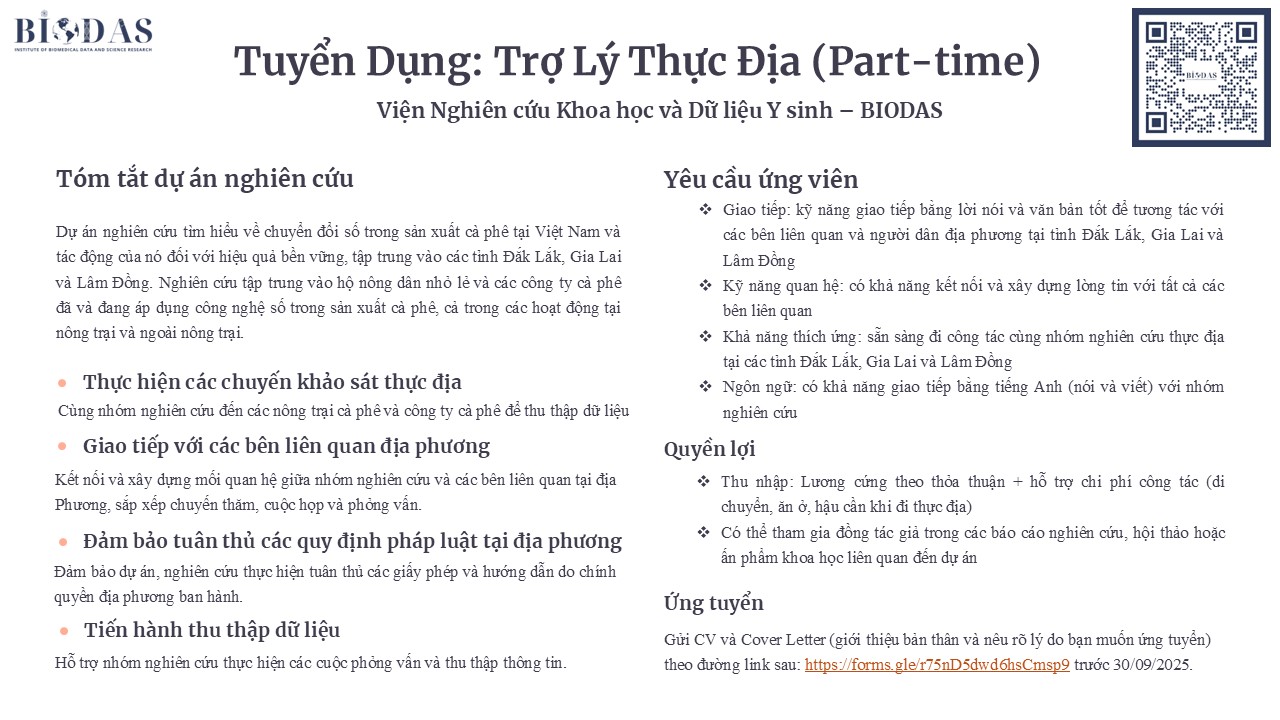 BIODAS
INSTITUTE OF BIOMEDICAL DATA AND SCIENCE RESEARCH
Tuyển Dụng: Trợ Lý Thực Địa (Part-time)
Viện Nghiên cứu Khoa học và Dữ liệu Y sinh – BIODAS
BIODAS
Tóm tắt dự án nghiên cứu
Dự án nghiên cứu tìm hiểu về chuyển đổi số trong sản xuất cà phê tại Việt Nam và
tác động của nó đối với hiệu quả bền vững, tập trung vào các tỉnh Đắk Lắk, Gia Lai
và Lâm Đồng. Nghiên cứu tập trung vào hộ nông dân nhỏ lẻ và các công ty cà phê
đã và đang áp dụng công nghệ số trong sản xuất cà phê, cả trong các hoạt động tại
nông trại và ngoài nông trại.
● Thực hiện các chuyến khảo sát thực địa
Cùng nhóm nghiên cứu đến các nông trại cà phê và công ty cà phê để thu thập dữ liệu
● Giao tiếp với các bên liên quan địa phương
Kết nối và xây dựng mối quan hệ giữa nhóm nghiên cứu và các bên liên quan tại địa
Phương, sắp xếp chuyến thăm, cuộc họp và phỏng vấn.
● Đảm bảo tuân thủ các quy định pháp luật tại địa phương
Đảm bảo dự án, nghiên cứu thực hiện tuân thủ các giấy phép và hướng dẫn do chính
quyền địa phương ban hành.
● Tiến hành thu thập dữ liệu
Hỗ trợ nhóm nghiên cứu thực hiện các cuộc phỏng vấn và thu thập thông tin.
Yêu cầu ứng viên
❖ Giao tiếp: kỹ năng giao tiếp bằng lời nói và văn bản tốt để tương tác với
các bên liên quan và người dân địa phương tại tỉnh Đắk Lắk, Gia Lai và
Lâm Đồng
❖ Kỹ năng quan hệ: có khả năng kết nối và xây dựng lòng tin với tất cả các
bên liên quan
❖ Khả năng thích ứng: sẵn sàng đi công tác cùng nhóm nghiên cứu thực địa
tại các tỉnh Đắk Lắk, Gia Lai và Lâm Đồng
❖ Ngôn ngữ: có khả năng giao tiếp bằng tiếng Anh (nói và viết) với nhóm
nghiên cứu
Quyền lợi
❖ Thu nhập: Lương cứng theo thỏa thuận + hỗ trợ chi phí công tác (di
chuyển, ăn ở, hậu cần khi đi thực địa)
❖ Có thể tham gia đồng tác giả trong các báo cáo nghiên cứu, hội thảo hoặc
ấn phẩm khoa học liên quan đến dự án
Ứng tuyển
Gửi CV và Cover Letter (giới thiệu bản thân và nêu rõ lý do bạn muốn ứng tuyển)
theo đường link sau: https://forms.gle/r75nD5dwd6hsCmsp9 trước 30/09/2025.